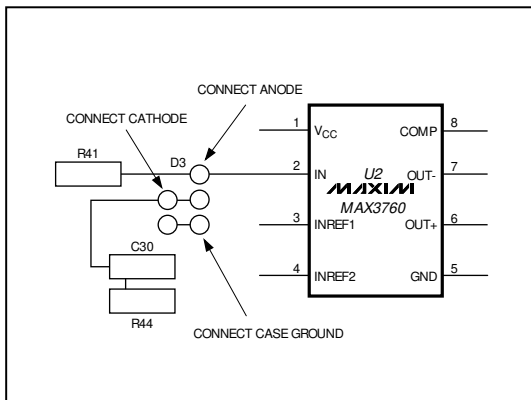 CONNECT ANODE
CONNECT CATHODE
R41
D3
C30
R44
CONNECT CASE GROUND
1
VCC
COMP
8
2
IN
U2
OUT-
7
MAXIM
MAX3760
3
INREF1
OUT+
6
4
INREF2
GND
5